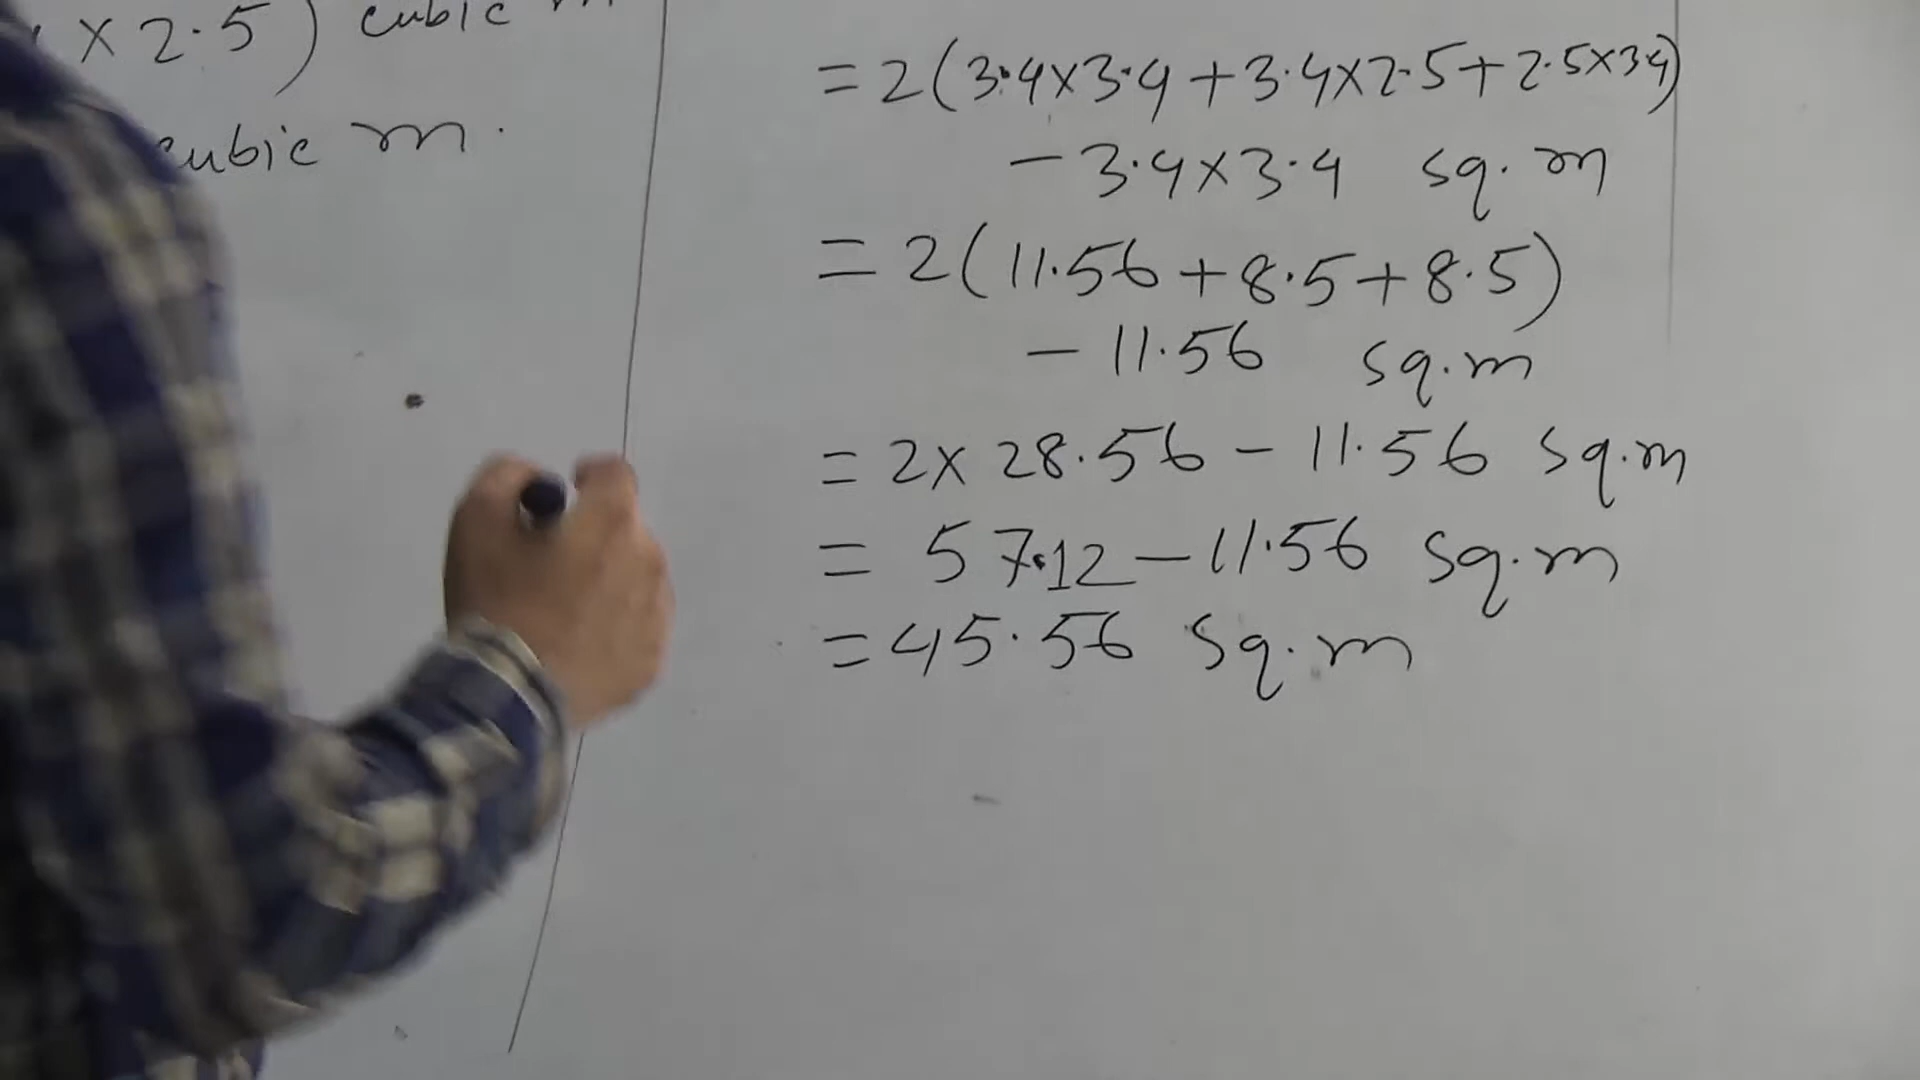 × 2.5) cubic m
cubic m.
= 2(3.4×3.4 + 3.4×2.5 + 2.5×3.4)
− 3.4×3.4 sq. m
= 2(11.56 + 8.5 + 8.5)
− 11.56 sq.m
= 2× 28.56 − 11.56 sq.m
= 57.12 − 11.56 sq.m
= 45.56 sq.m